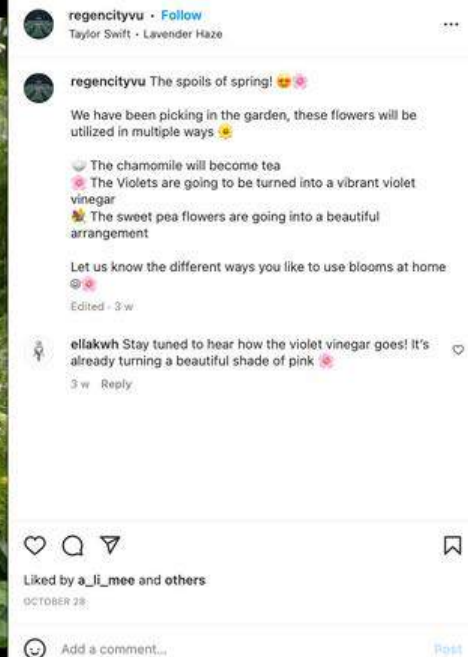 regencityvu • Follow
Taylor Swift • Lavender Haze
regencityvu The spoils of spring! 😍🌸
We have been picking in the garden, these flowers will be
utilized in multiple ways 🌼
The chamomile will become tea
🌸 The Violets are going to be turned into a vibrant violet
vinegar
💐 The sweet pea flowers are going into a beautiful
arrangement
Let us know the different ways you like to use blooms at home
☺🌸
Edited · 3 w
ellakwh Stay tuned to hear how the violet vinegar goes! It's
already turning a beautiful shade of pink 🌸
3 w Reply
Liked by a_li_mee and others
OCTOBER 28
Add a comment...
Post